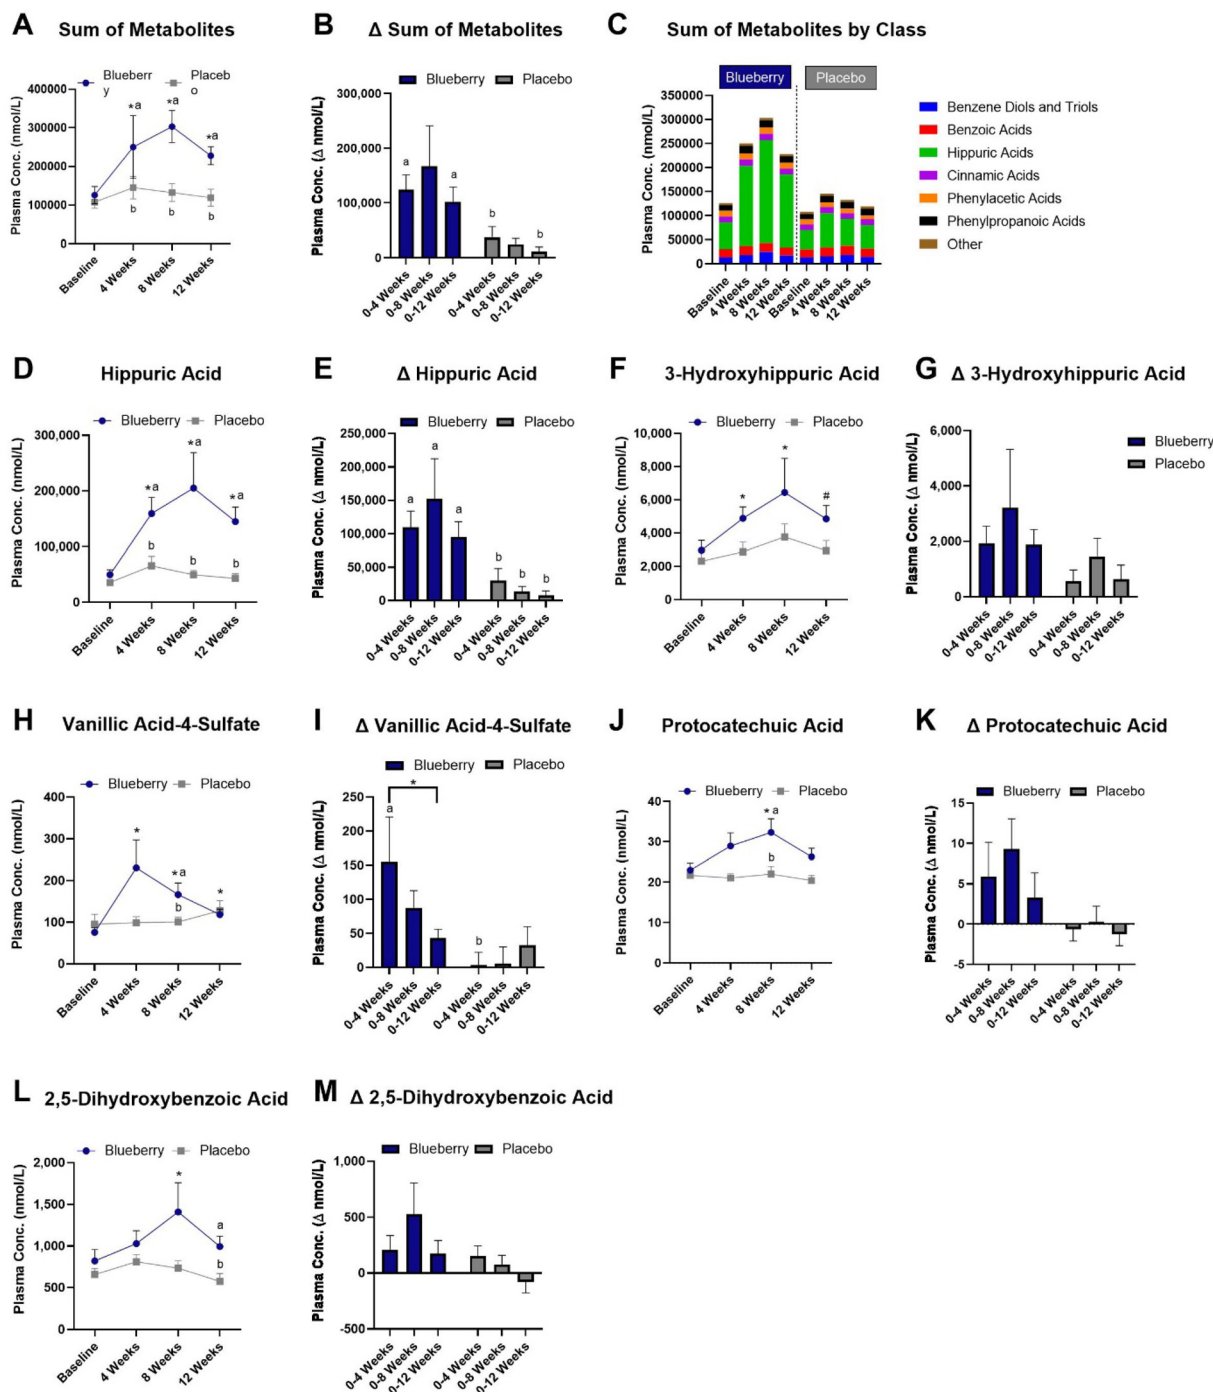 A Sum of Metabolites
Blueberr
y
Placeb
o
Plasma Conc. (nmol/L)
400000
300000
200000
100000
0
*a
*a
*a
b
b
b
Baseline
4 Weeks
8 Weeks
12 Weeks
B Δ Sum of Metabolites
Blueberry
Placebo
Plasma Conc. (Δ nmol/L)
300,000
200,000
100,000
0
a
a
b
b
0-4 Weeks
0-8 Weeks
0-12 Weeks
0-4 Weeks
0-8 Weeks
0-12 Weeks
C Sum of Metabolites by Class
Blueberry
Placebo
Plasma Conc. (nmol/L)
350000
300000
250000
200000
150000
100000
50000
0
Baseline
4 Weeks
8 Weeks
12 Weeks
Baseline
4 Weeks
8 Weeks
12 Weeks
Benzene Diols and Triols
Benzoic Acids
Hippuric Acids
Cinnamic Acids
Phenylacetic Acids
Phenylpropanoic Acids
Other
D Hippuric Acid
Blueberry
Placebo
Plasma Conc. (nmol/L)
300,000
200,000
100,000
0
*a
*a
*a
b
b
b
Baseline
4 Weeks
8 Weeks
12 Weeks
E Δ Hippuric Acid
Blueberry
Placebo
Plasma Conc. (Δ nmol/L)
250,000
200,000
150,000
100,000
50,000
0
a
a
a
b
b
b
0-4 Weeks
0-8 Weeks
0-12 Weeks
0-4 Weeks
0-8 Weeks
0-12 Weeks
F 3-Hydroxyhippuric Acid
Blueberry
Placebo
Plasma Conc. (nmol/L)
10,000
8,000
6,000
4,000
2,000
0
*
*
#
Baseline
4 Weeks
8 Weeks
12 Weeks
G Δ 3-Hydroxyhippuric Acid
Blueberry
Placebo
Plasma Conc. (Δ nmol/L)
6,000
4,000
2,000
0
0-4 Weeks
0-8 Weeks
0-12 Weeks
0-4 Weeks
0-8 Weeks
0-12 Weeks
H Vanillic Acid-4-Sulfate
Blueberry
Placebo
Plasma Conc. (nmol/L)
400
300
200
100
0
*
*a
b
*
Baseline
4 Weeks
8 Weeks
12 Weeks
I Δ Vanillic Acid-4-Sulfate
Blueberry
Placebo
Plasma Conc. (Δ nmol/L)
250
200
150
100
50
0
*
a
b
0-4 Weeks
0-8 Weeks
0-12 Weeks
0-4 Weeks
0-8 Weeks
0-12 Weeks
J Protocatechuic Acid
Blueberry
Placebo
Plasma Conc. (nmol/L)
40
30
20
10
0
* a
b
Baseline
4 Weeks
8 Weeks
12 Weeks
K Δ Protocatechuic Acid
Blueberry
Placebo
Plasma Conc. (Δ nmol/L)
15
10
5
0
-5
0-4 Weeks
0-8 Weeks
0-12 Weeks
0-4 Weeks
0-8 Weeks
0-12 Weeks
L 2,5-Dihydroxybenzoic Acid
Blueberry
Placebo
Plasma Conc. (nmol/L)
2,000
1,500
1,000
500
0
*
a
b
Baseline
4 Weeks
8 Weeks
12 Weeks
M Δ 2,5-Dihydroxybenzoic Acid
Blueberry
Placebo
Plasma Conc. (Δ nmol/L)
1,000
500
0
-500
0-4 Weeks
0-8 Weeks
0-12 Weeks
0-4 Weeks
0-8 Weeks
0-12 Weeks